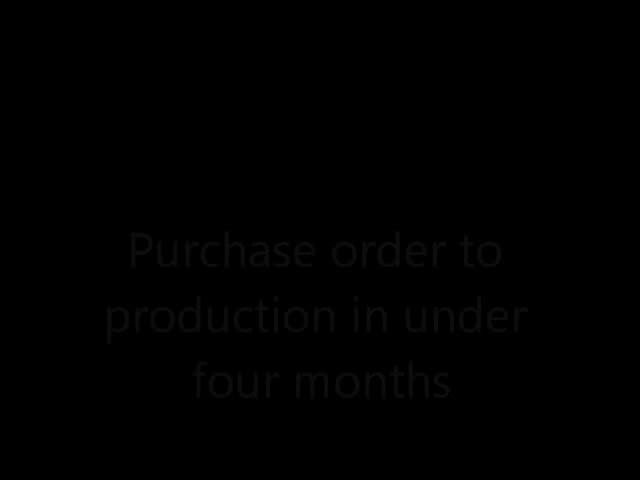 Purchase order to
production in under
four months